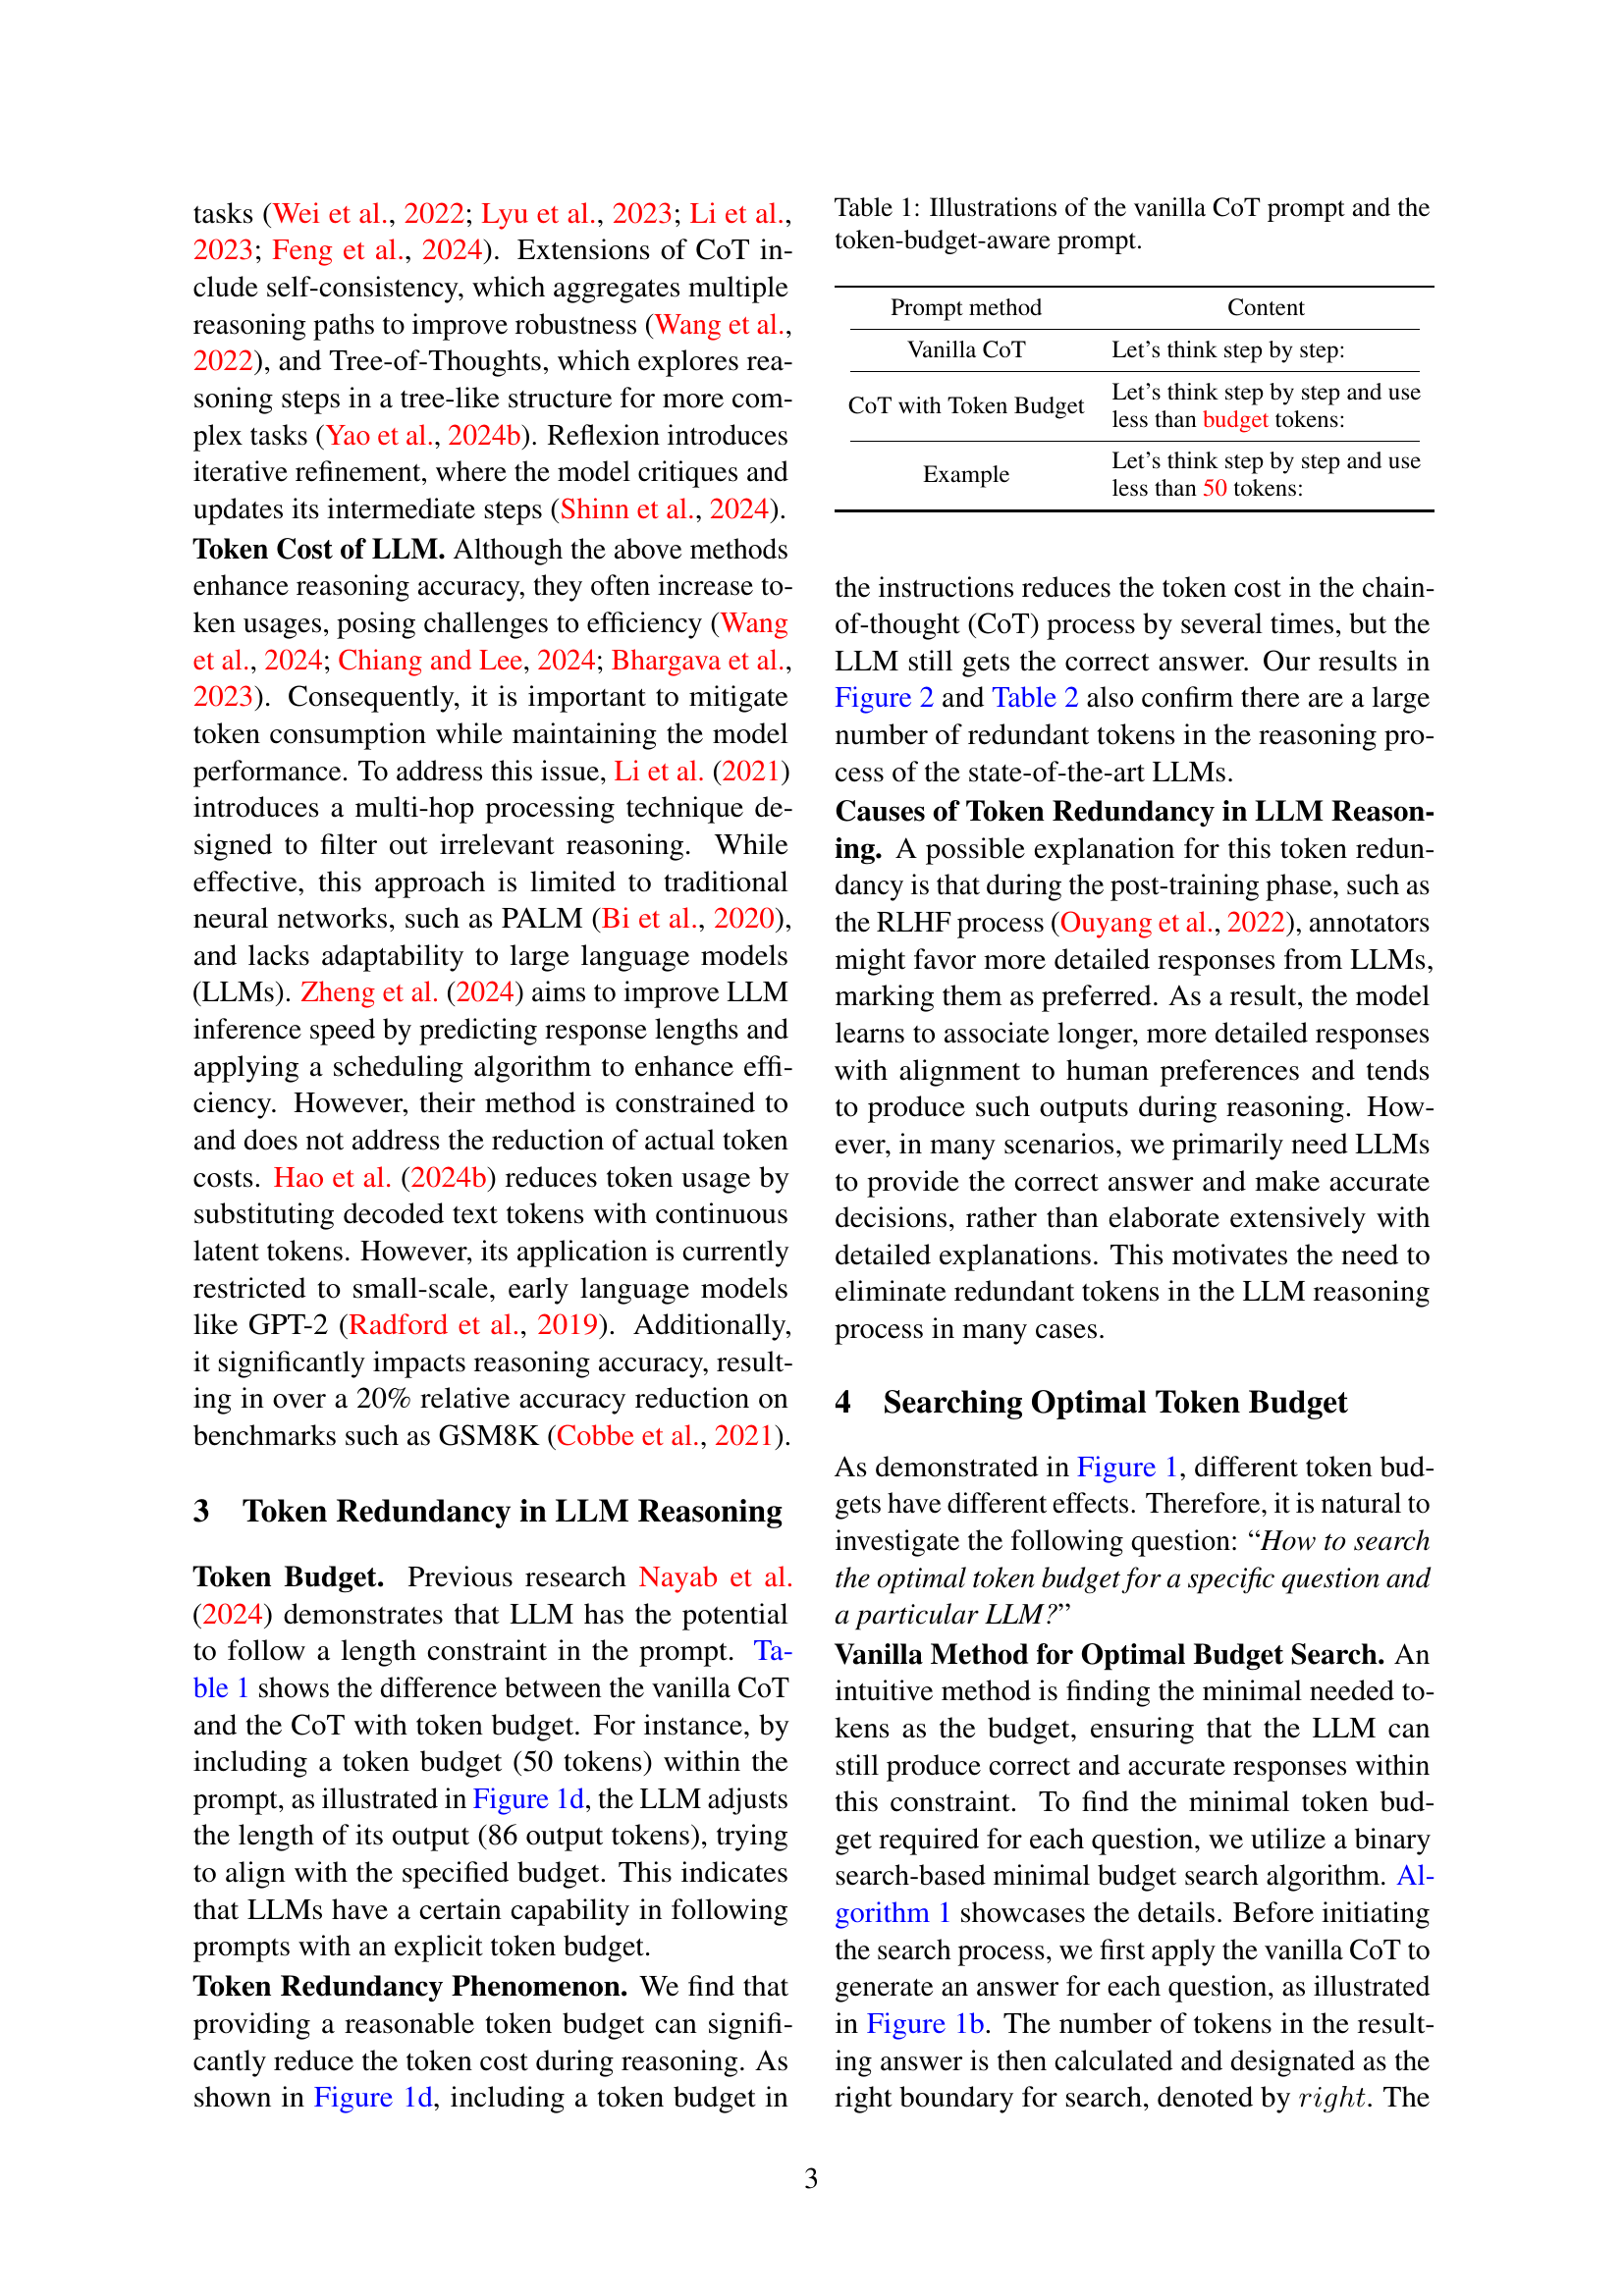 tasks (Wei et al., 2022; Lyu et al., 2023; Li et al.,
2023; Feng et al., 2024). Extensions of CoT in-
clude self-consistency, which aggregates multiple
reasoning paths to improve robustness (Wang et al.,
2022), and Tree-of-Thoughts, which explores rea-
soning steps in a tree-like structure for more com-
plex tasks (Yao et al., 2024b). Reflexion introduces
iterative refinement, where the model critiques and
updates its intermediate steps (Shinn et al., 2024).
Token Cost of LLM. Although the above methods
enhance reasoning accuracy, they often increase to-
ken usages, posing challenges to efficiency (Wang
et al., 2024; Chiang and Lee, 2024; Bhargava et al.,
2023). Consequently, it is important to mitigate
token consumption while maintaining the model
performance. To address this issue, Li et al. (2021)
introduces a multi-hop processing technique de-
signed to filter out irrelevant reasoning. While
effective, this approach is limited to traditional
neural networks, such as PALM (Bi et al., 2020),
and lacks adaptability to large language models
(LLMs). Zheng et al. (2024) aims to improve LLM
inference speed by predicting response lengths and
applying a scheduling algorithm to enhance effi-
ciency. However, their method is constrained to
and does not address the reduction of actual token
costs. Hao et al. (2024b) reduces token usage by
substituting decoded text tokens with continuous
latent tokens. However, its application is currently
restricted to small-scale, early language models
like GPT-2 (Radford et al., 2019). Additionally,
it significantly impacts reasoning accuracy, result-
ing in over a 20% relative accuracy reduction on
benchmarks such as GSM8K (Cobbe et al., 2021).
3 Token Redundancy in LLM Reasoning
Token Budget. Previous research Nayab et al.
(2024) demonstrates that LLM has the potential
to follow a length constraint in the prompt. Ta-
ble 1 shows the difference between the vanilla CoT
and the CoT with token budget. For instance, by
including a token budget (50 tokens) within the
prompt, as illustrated in Figure 1d, the LLM adjusts
the length of its output (86 output tokens), trying
to align with the specified budget. This indicates
that LLMs have a certain capability in following
prompts with an explicit token budget.
Token Redundancy Phenomenon. We find that
providing a reasonable token budget can signifi-
cantly reduce the token cost during reasoning. As
shown in Figure 1d, including a token budget in
Table 1: Illustrations of the vanilla CoT prompt and the
token-budget-aware prompt.
Prompt method Content
Vanilla CoT Let's think step by step:
CoT with Token Budget Let's think step by step and use
less than budget tokens:
Example Let's think step by step and use
less than 50 tokens:
the instructions reduces the token cost in the chain-
of-thought (CoT) process by several times, but the
LLM still gets the correct answer. Our results in
Figure 2 and Table 2 also confirm there are a large
number of redundant tokens in the reasoning pro-
cess of the state-of-the-art LLMs.
Causes of Token Redundancy in LLM Reason-
ing. A possible explanation for this token redun-
dancy is that during the post-training phase, such as
the RLHF process (Ouyang et al., 2022), annotators
might favor more detailed responses from LLMs,
marking them as preferred. As a result, the model
learns to associate longer, more detailed responses
with alignment to human preferences and tends
to produce such outputs during reasoning. How-
ever, in many scenarios, we primarily need LLMs
to provide the correct answer and make accurate
decisions, rather than elaborate extensively with
detailed explanations. This motivates the need to
eliminate redundant tokens in the LLM reasoning
process in many cases.
4 Searching Optimal Token Budget
As demonstrated in Figure 1, different token bud-
gets have different effects. Therefore, it is natural to
investigate the following question: “How to search
the optimal token budget for a specific question and
a particular LLM?”
Vanilla Method for Optimal Budget Search. An
intuitive method is finding the minimal needed to-
kens as the budget, ensuring that the LLM can
still produce correct and accurate responses within
this constraint. To find the minimal token bud-
get required for each question, we utilize a binary
search-based minimal budget search algorithm. Al-
gorithm 1 showcases the details. Before initiating
the search process, we first apply the vanilla CoT to
generate an answer for each question, as illustrated
in Figure 1b. The number of tokens in the result-
ing answer is then calculated and designated as the
right boundary for search, denoted by right. The
3